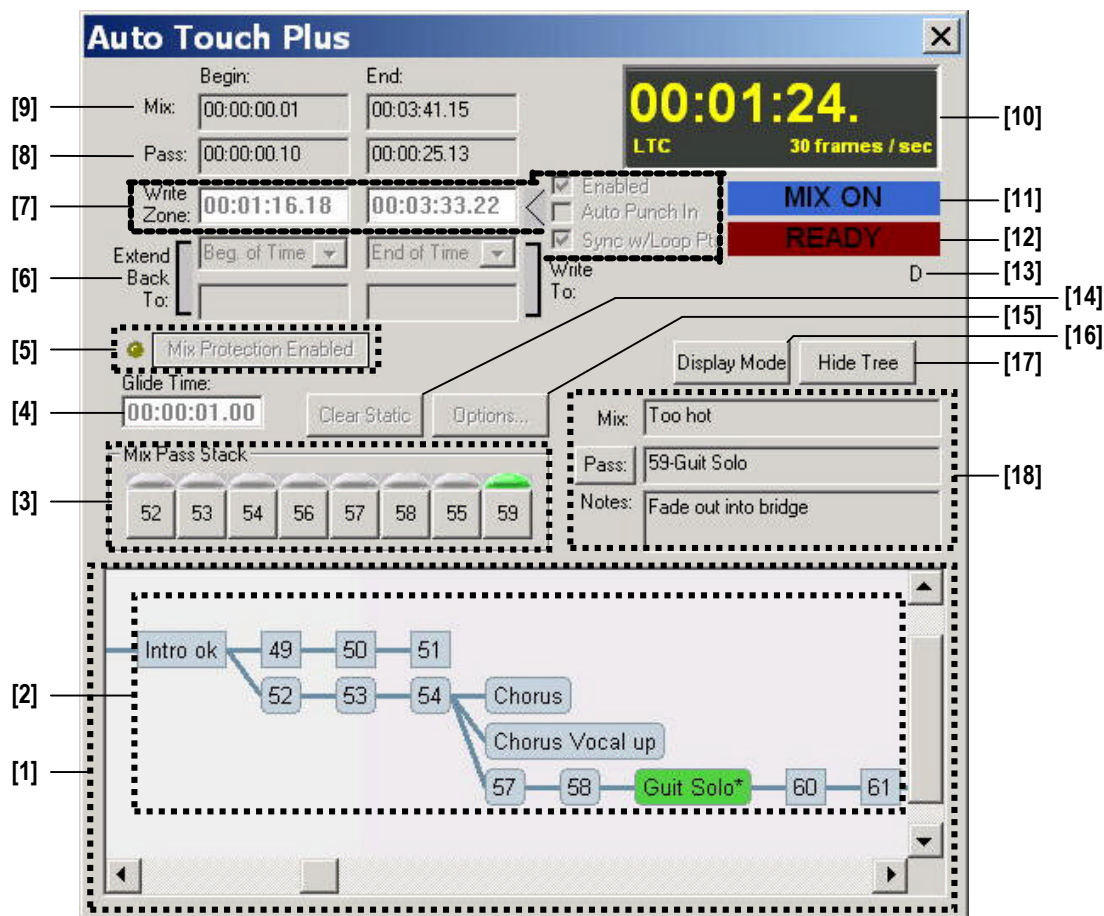 Auto Touch Plus
Begin: End:
[9] Mix: 00:00:00.01 00:03:41.15
00:01:24. [10]
LTC 30 frames / sec
[8] Pass: 00:00:00.10 00:00:25.13
[7] Write Zone: 00:01:16.18 00:03:33.22
Enabled
Auto Punch In
Sync w/Loop Pt
MIX ON [11]
READY [12]
[6] Extend Back To: Beg. of Time End of Time
Write To:
D [13]
[14]
[15]
[16]
[5] Mix Protection Enabled
Display Mode Hide Tree [17]
Glide Time:
[4] 00:00:01.00 Clear Static Options...
Mix: Too hot
Pass: 59-Guit Solo [18]
Notes: Fade out into bridge
Mix Pass Stack
[3] 52 53 54 56 57 58 55 59
Intro ok 49 50 51
[2] 52 53 54 Chorus
Chorus Vocal up
[1] 57 58 Guit Solo* 60 61